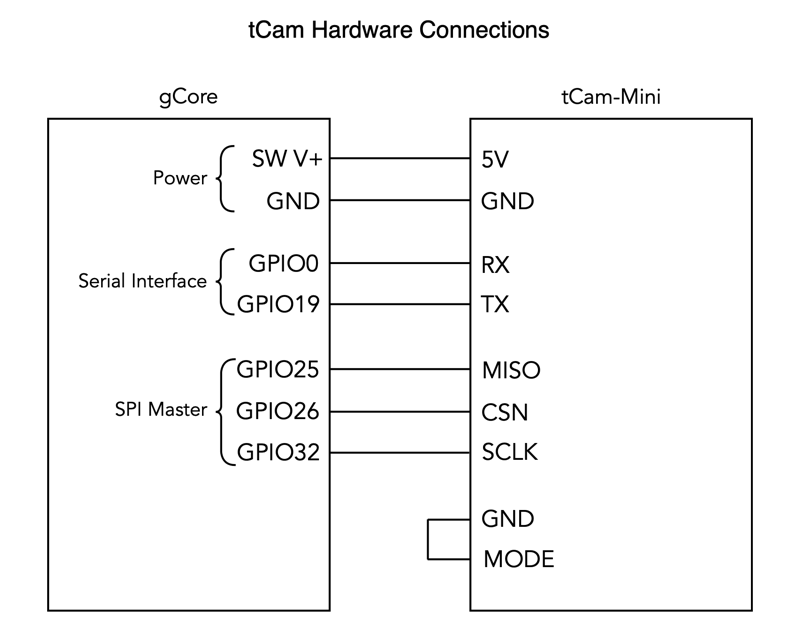 tCam Hardware Connections
gCore
tCam-Mini
Power
SW V+
5V
GND
GND
Serial Interface
GPIO0
RX
GPIO19
TX
SPI Master
GPIO25
MISO
GPIO26
CSN
GPIO32
SCLK
GND
MODE